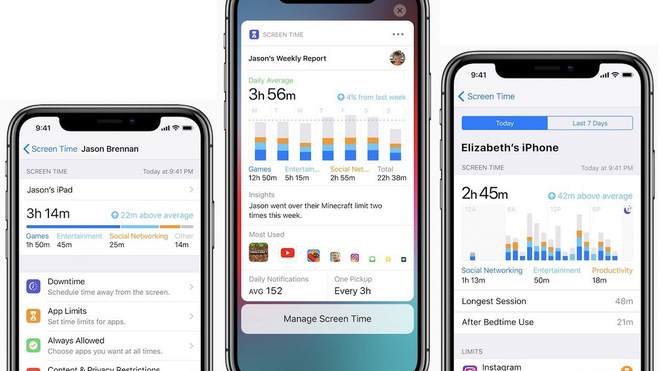 9:41
Screen Time Jason Brennan
SCREEN TIME Today at 9:41 PM
Jason's iPad
3h 14m 22m above average
Games Entertainment Social Networking Other
1h 50m 45m 25m 14m
Downtime
Schedule time away from the screen.
App Limits
Set time limits for apps.
Always Allowed
Choose apps you want at all times.
Content & Privacy Restrictions
SCREEN TIME
Jason's Weekly Report
Daily Average
3h 56m 4% from last week
M T W T F S S
Games Entertain... Social Net... Total
12h 50m 5h 15m 2h 55m 22h 38m
Insights
Jason went over their Minecraft limit two
times this week.
Most Used
Daily Notifications One Pickup
AVG 152 Every 3h
Manage Screen Time
9:41
Screen Time
Today Last 7 Days
Elizabeth's iPhone
SCREEN TIME Today at 9:41 PM
2h 45m 42m above average
12A 6A 12P 6P
Social Networking Entertainment Productivity
1h 13m 50m 18m
Longest Session 48m
After Bedtime Use 21m
LIMITS
Instagram